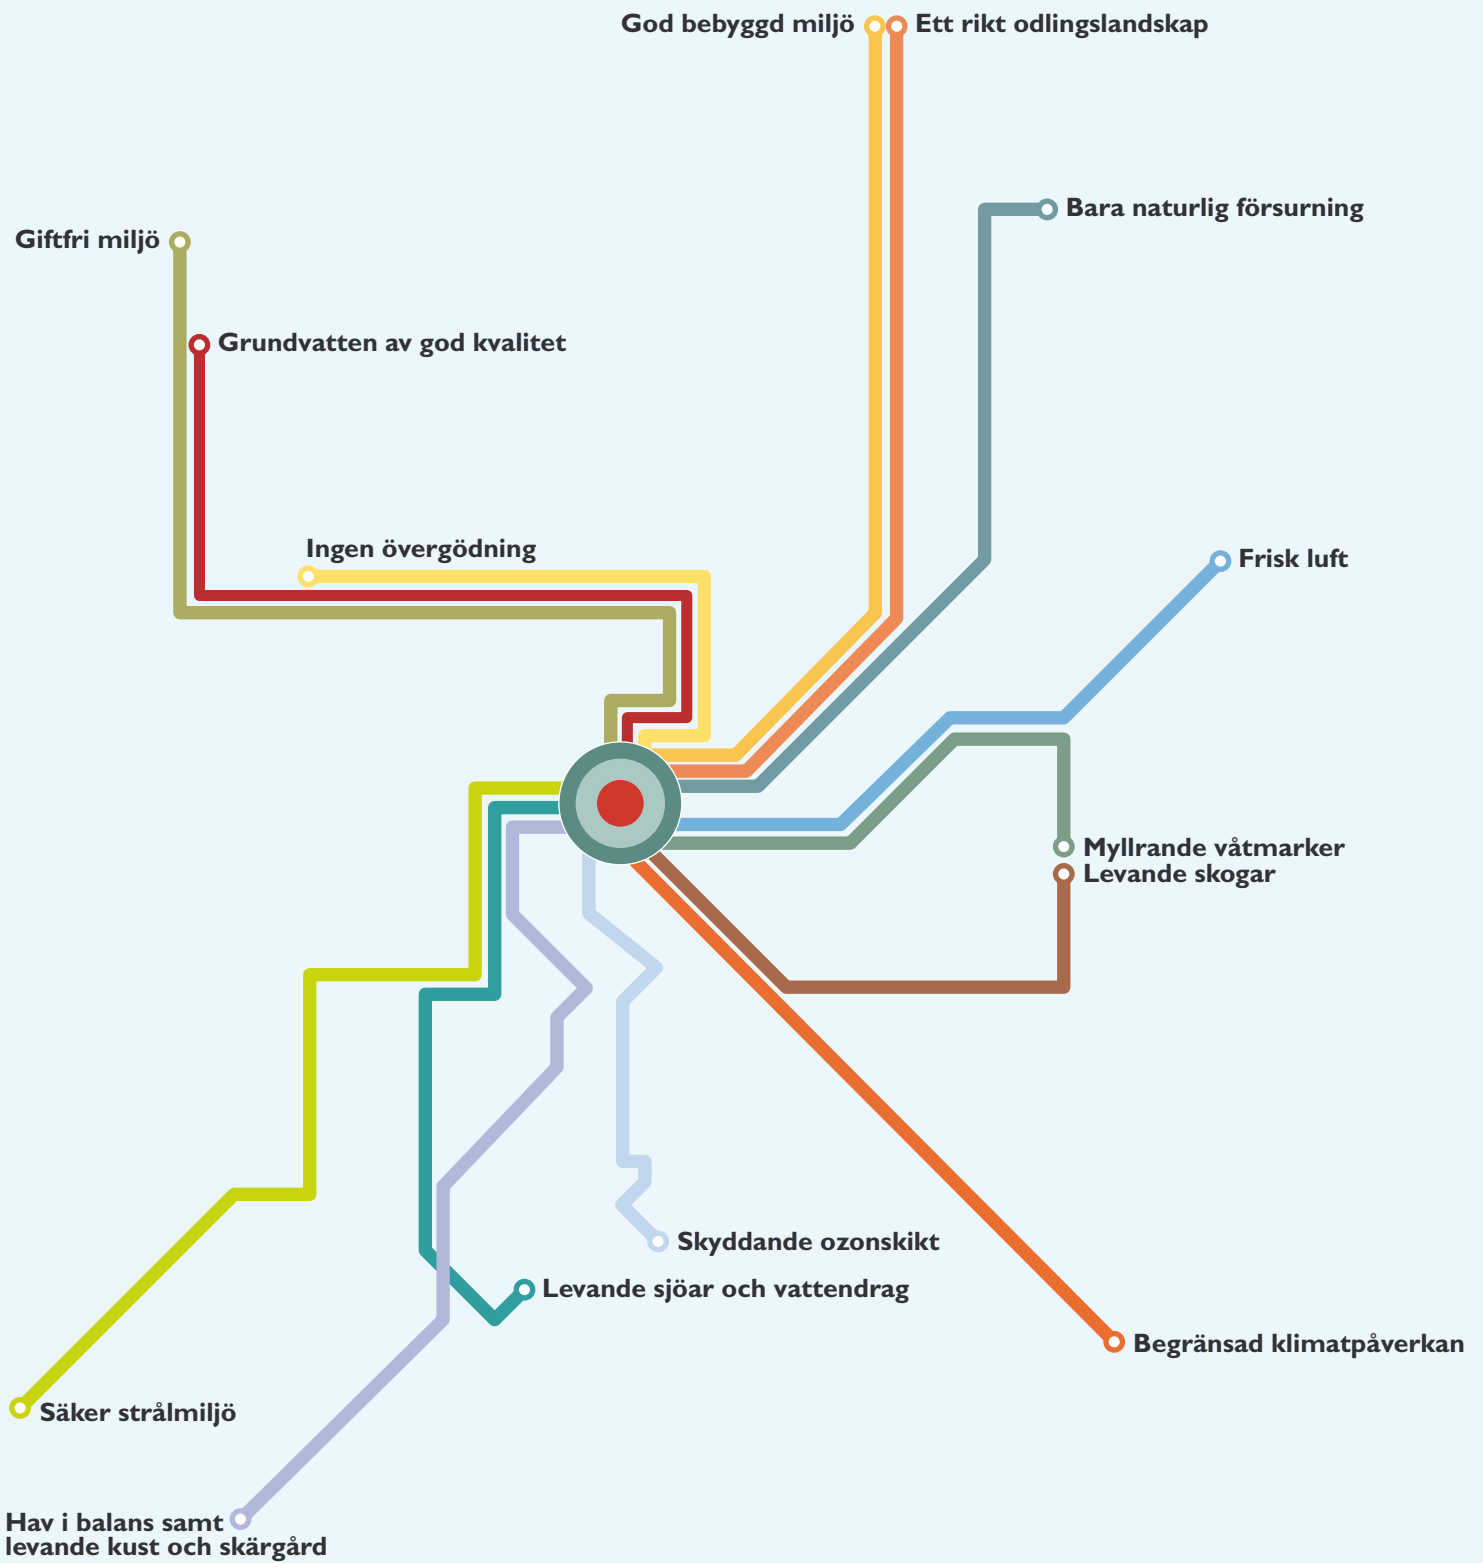 God bebyggd miljö
Ett rikt odlingslandskap
Bara naturlig försurning
Giftfri miljö
Grundvatten av god kvalitet
Ingen övergödning
Frisk luft
Myllrande våtmarker
Levande skogar
Skyddande ozonskikt
Levande sjöar och vattendrag
Begränsad klimatpåverkan
Säker strålmiljö
Hav i balans samt
levande kust och skärgård